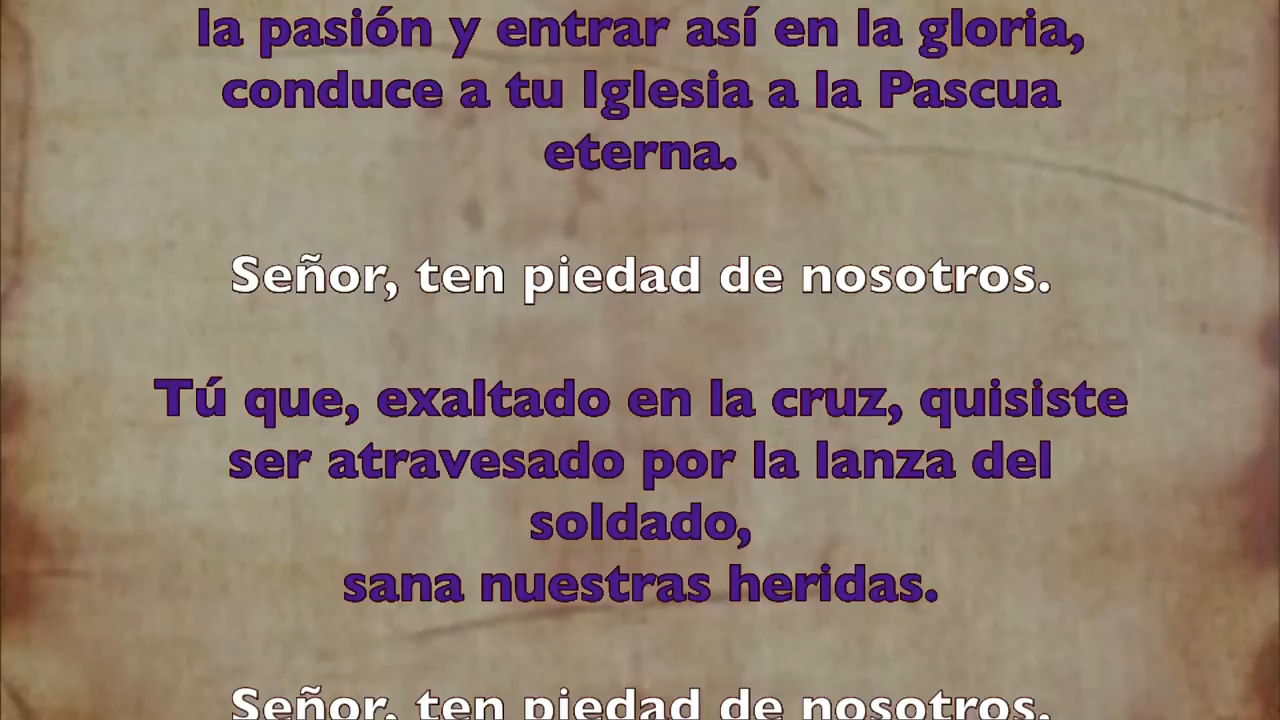 la pasión y entrar así en la gloria,
conduce a tu Iglesia a la Pascua
eterna.
Señor, ten piedad de nosotros.
Tú que, exaltado en la cruz, quisiste
ser atravesado por la lanza del
soldado,
sana nuestras heridas.
Señor, ten piedad de nosotros.